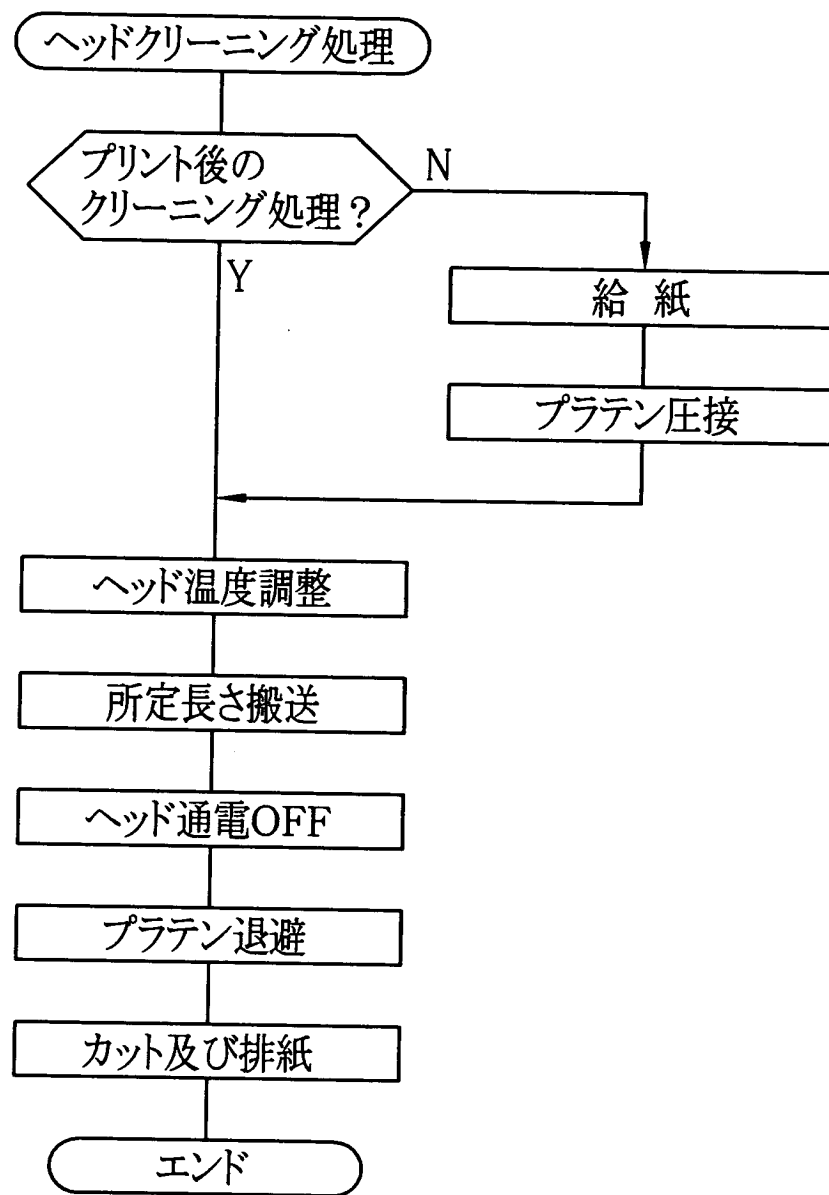 ヘッドクリーニング処理
プリント後の
クリーニング処理？
N
Y
給 紙
プラテン圧接
ヘッド温度調整
所定長さ搬送
ヘッド通電OFF
プラテン退避
カット及び排紙
エンド